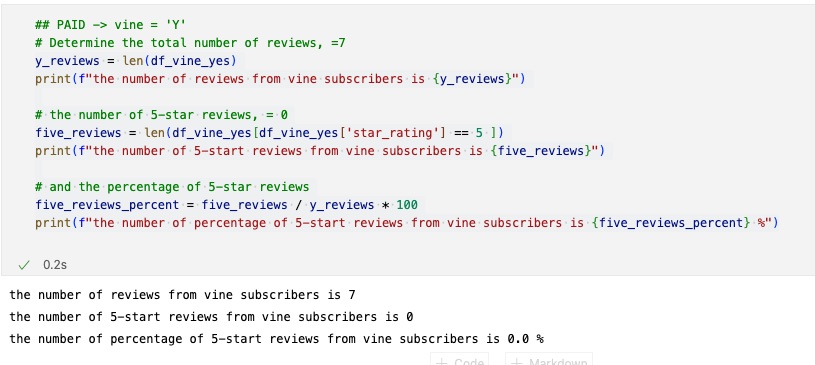 ## PAID -> vine = 'Y'
# Determine the total number of reviews, =7
y_reviews = len(df_vine_yes)
print(f"the number of reviews from vine subscribers is {y_reviews}")
# the number of 5-star reviews, = 0
five_reviews = len(df_vine_yes[df_vine_yes['star_rating'] == 5 ])
print(f"the number of 5-start reviews from vine subscribers is {five_reviews}")
# and the percentage of 5-star reviews
five_reviews_percent = five_reviews / y_reviews * 100
print(f"the number of percentage of 5-start reviews from vine subscribers is {five_reviews_percent} %")
✓ 0.2s
the number of reviews from vine subscribers is 7
the number of 5-start reviews from vine subscribers is 0
the number of percentage of 5-start reviews from vine subscribers is 0.0 %
+ Code + Markdown